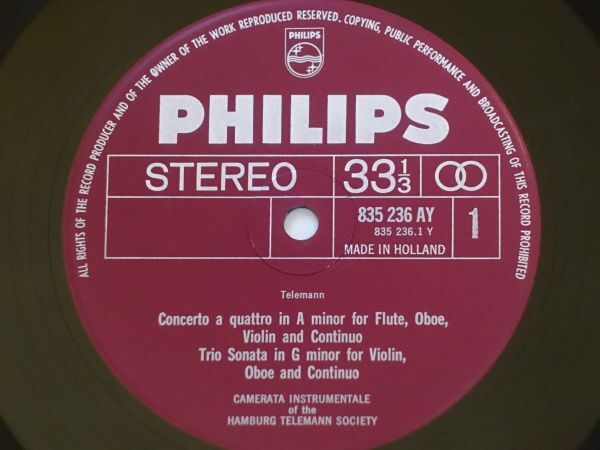 ALL RIGHTS OF THE RECORD PRODUCER AND OF THE OWNER OF THE WORK REPRODUCED RESERVED. COPYING, PUBLIC PERFORMANCE AND BROADCASTING OF THIS RECORD PROHIBITED
PHILIPS
PHILIPS
STEREO 33 1/3
835 236 AY 1
835 236.1 Y
MADE IN HOLLAND
Telemann
Concerto a quattro in A minor for Flute, Oboe,
Violin and Continuo
Trio Sonata in G minor for Violin,
Oboe and Continuo
CAMERATA INSTRUMENTALE
of the
HAMBURG TELEMANN SOCIETY